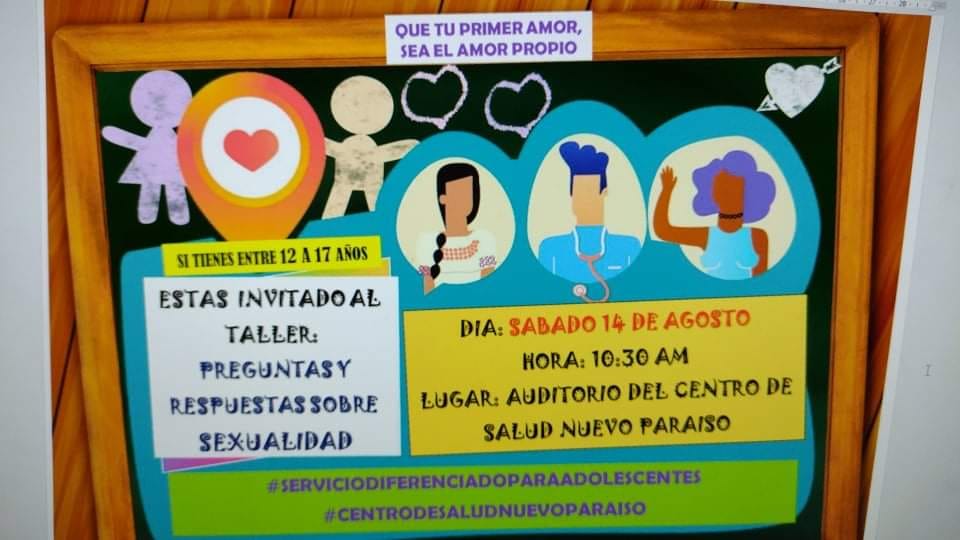 QUE TU PRIMER AMOR,
SEA EL AMOR PROPIO
SI TIENES ENTRE 12 A 17 AÑOS
ESTAS INVITADO AL
TALLER:
PREGUNTAS Y
RESPUESTAS SOBRE
SEXUALIDAD
DIA: SABADO 14 DE AGOSTO
HORA: 10:30 AM
LUGAR: AUDITORIO DEL CENTRO DE
SALUD NUEVO PARAISO
#SERVICIODIFERENCIADOPARAADOLESCENTES
#CENTRODESALUDNUEVOPARAISO